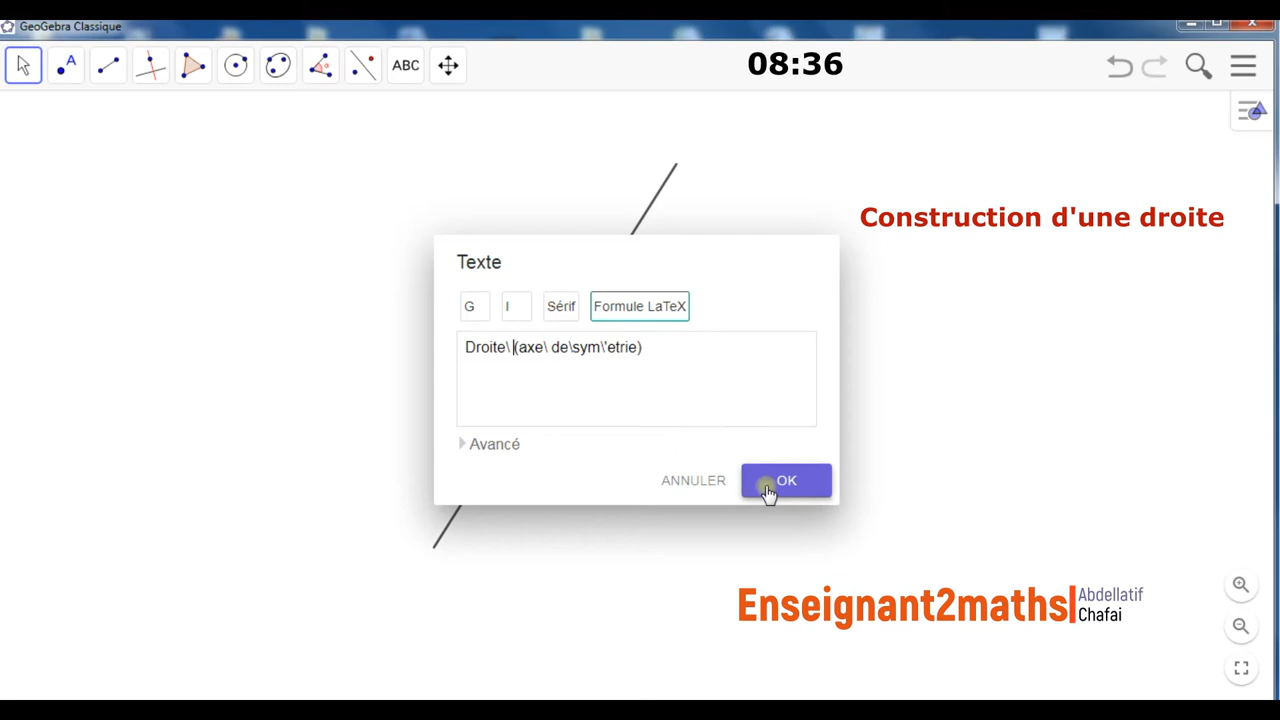 GeoGebra Classique
A
ABC
08:36
Construction d'une droite
Texte
G
I
Sérif
Formule LaTeX
Droite\ (axe\ de\sym\'etrie)
Avancé
ANNULER
OK
Enseignant2maths
Abdellatif
Chafai